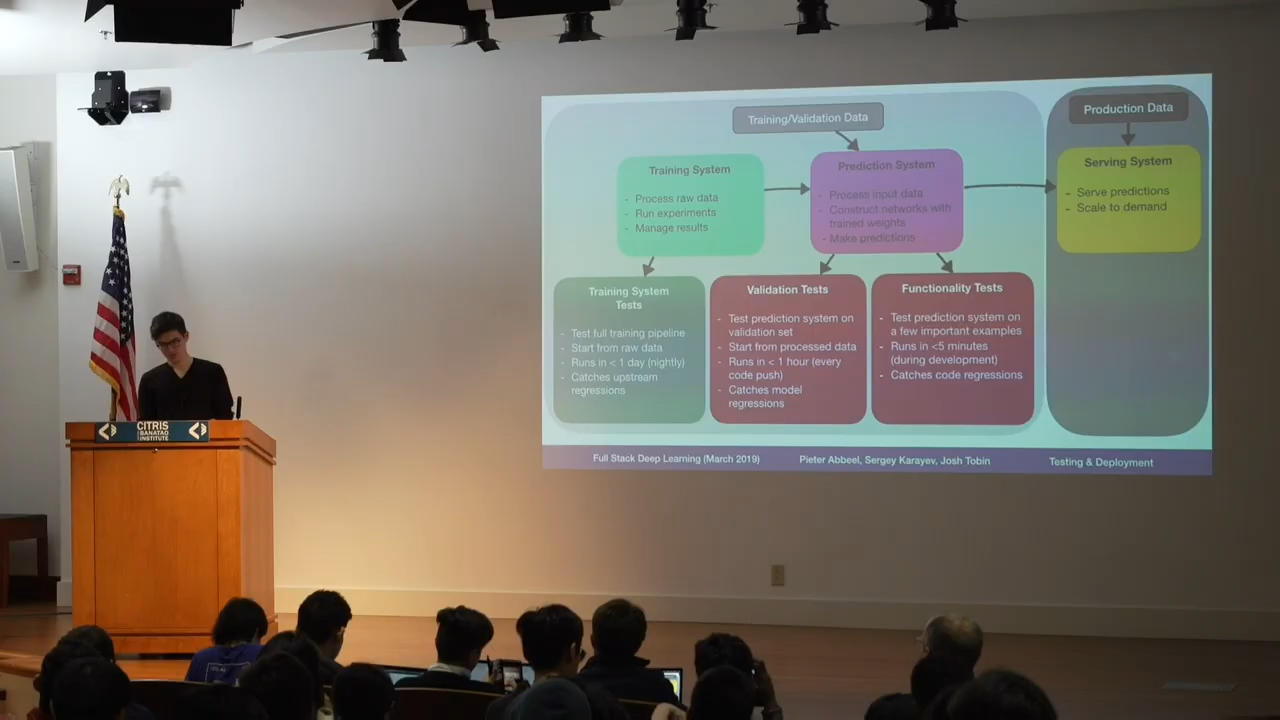 Training/Validation Data
Production Data
Training System
- Process raw data
- Run experiments
- Manage results
Prediction System
- Process input data
- Construct networks with
trained weights
- Make predictions
Serving System
- Serve predictions
- Scale to demand
Training System
Tests
- Test full training pipeline
- Start from raw data
- Runs in < 1 day (nightly)
- Catches upstream
regressions
Validation Tests
- Test prediction system on
validation set
- Start from processed data
- Runs in < 1 hour (every
code push)
- Catches model
regressions
Functionality Tests
- Test prediction system on
a few important examples
- Runs in <5 minutes
(during development)
- Catches code regressions
Full Stack Deep Learning (March 2019)
Pieter Abbeel, Sergey Karayev, Josh Tobin
Testing & Deployment
CITRIS
BANATAO
INSTITUTE